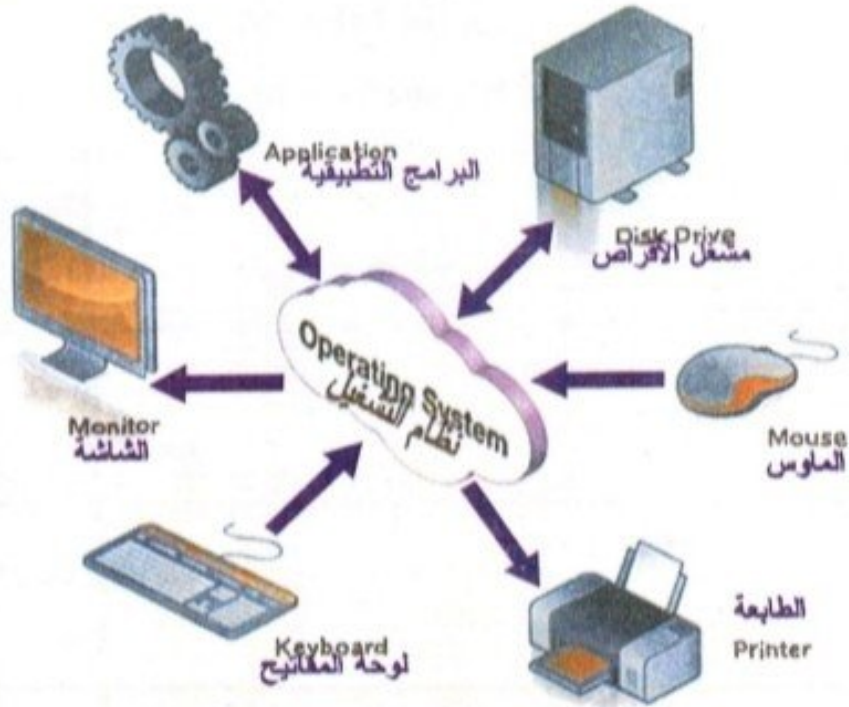 Application
البرامج التطبيقية
Disk Drive
مشغل الأقراص
Operating System
نظام التشغيل
Monitor
الشاشة
Mouse
الماوس
Keyboard
لوحة المفاتيح
الطابعة
Printer